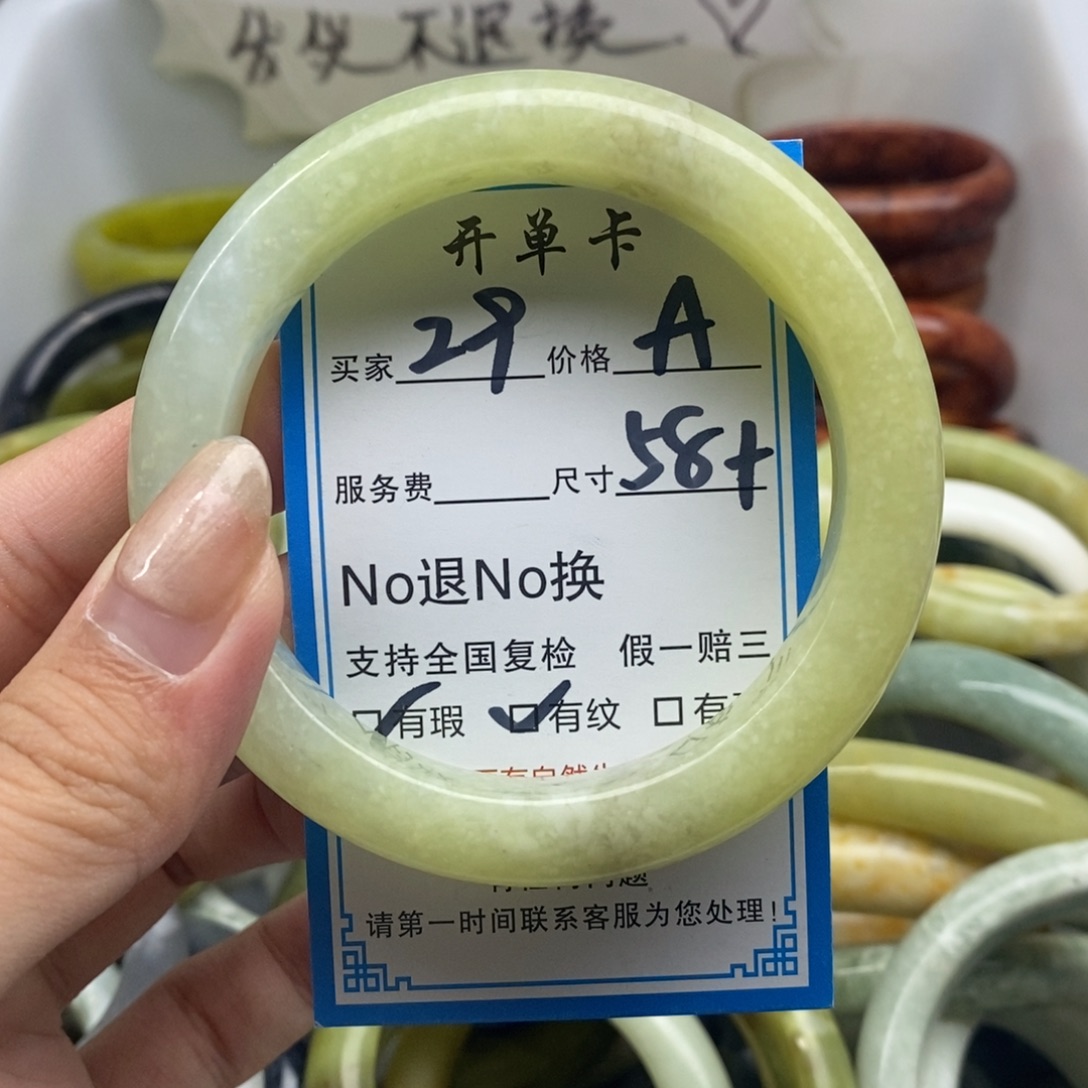 不退换
开单卡
买家 29 价格 A
服务费 尺寸 58+
No退No换
支持全国复检 假一赔三
☑有瑕 ☑有纹 □有
请第一时间联系客服为您处理!